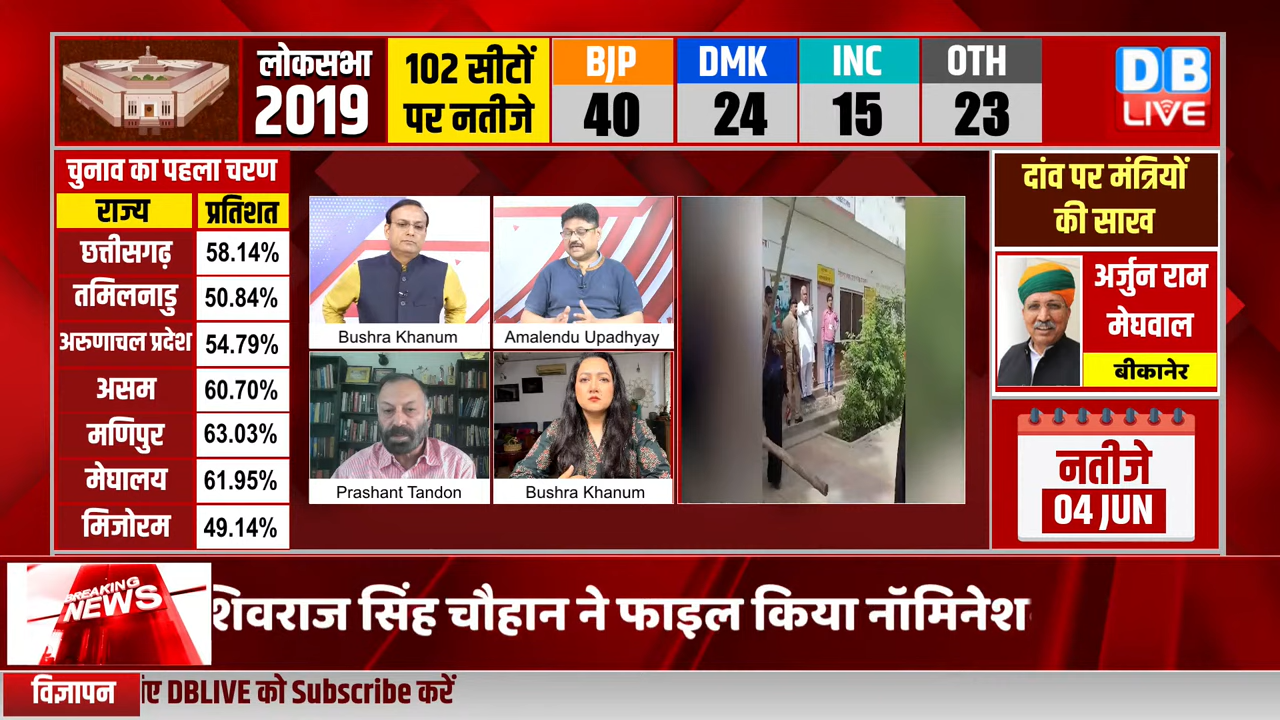 लोकसभा
2019
102 सीटों
पर नतीजे
BJP
40
DMK
24
INC
15
OTH
23
DB
LIVE
चुनाव का पहला चरण
राज्य प्रतिशत
छत्तीसगढ़ 58.14%
तमिलनाडु 50.84%
अरुणाचल प्रदेश 54.79%
असम 60.70%
मणिपुर 63.03%
मेघालय 61.95%
मिजोरम 49.14%
Bushra Khanum
Amalendu Upadhyay
Prashant Tandon
Bushra Khanum
दांव पर मंत्रियों
की साख
अर्जुन राम
मेघवाल
बीकानेर
नतीजे
04 JUN
BREAKING
NEWS
शिवराज सिंह चौहान ने फाइल किया नॉमिनेश
विज्ञापन
DBLIVE को Subscribe करें